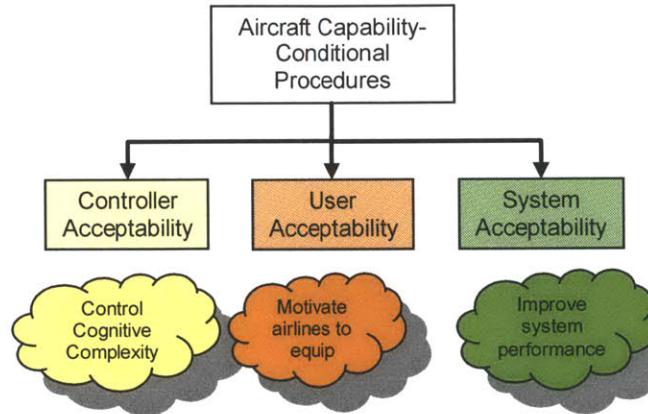 Aircraft Capability-
Conditional
Procedures
Controller
Acceptability
User
Acceptability
System
Acceptability
Control
Cognitive
Complexity
Motivate
airlines to
equip
Improve
system
performance